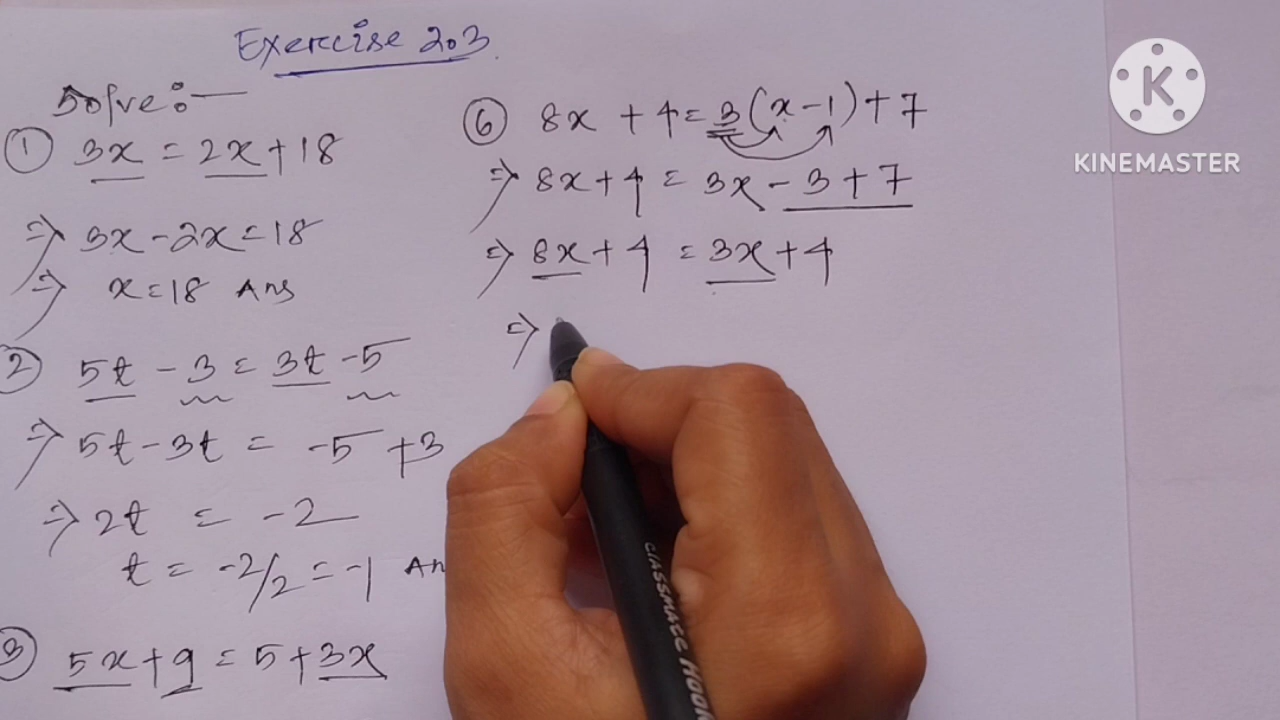 Exercise 2.3
Solve :—
① 3x = 2x + 18
⇒ 3x - 2x = 18
⇒ x = 18 Ans
② 5t - 3 = 3t - 5
⇒ 5t - 3t = -5 + 3
⇒ 2t = -2
t = -2/2 = -1 An
③ 5x + 9 = 5 + 3x
⑥ 8x + 4 = 3(x - 1) + 7
⇒ 8x + 4 = 3x - 3 + 7
⇒ 8x + 4 = 3x + 4
⇒
K
KINEMASTER
CLASSMATE